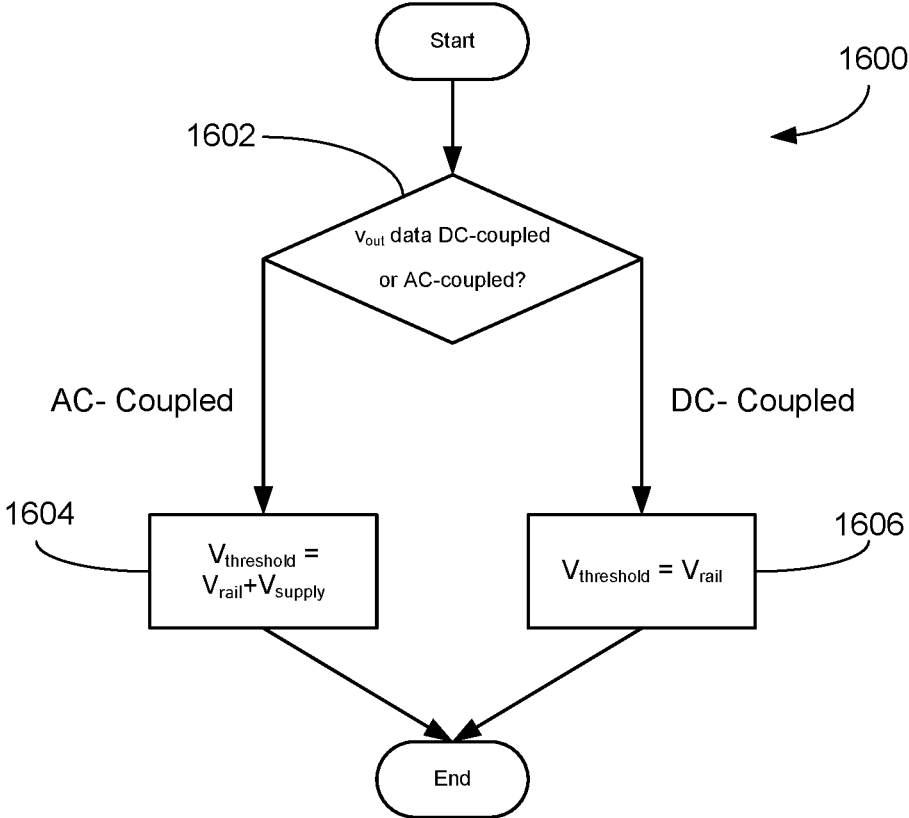 Start
1600
1602
vout data DC-coupled
or AC-coupled?
AC- Coupled
DC- Coupled
1604
Vthreshold =
Vrail+Vsupply
1606
Vthreshold = Vrail
End